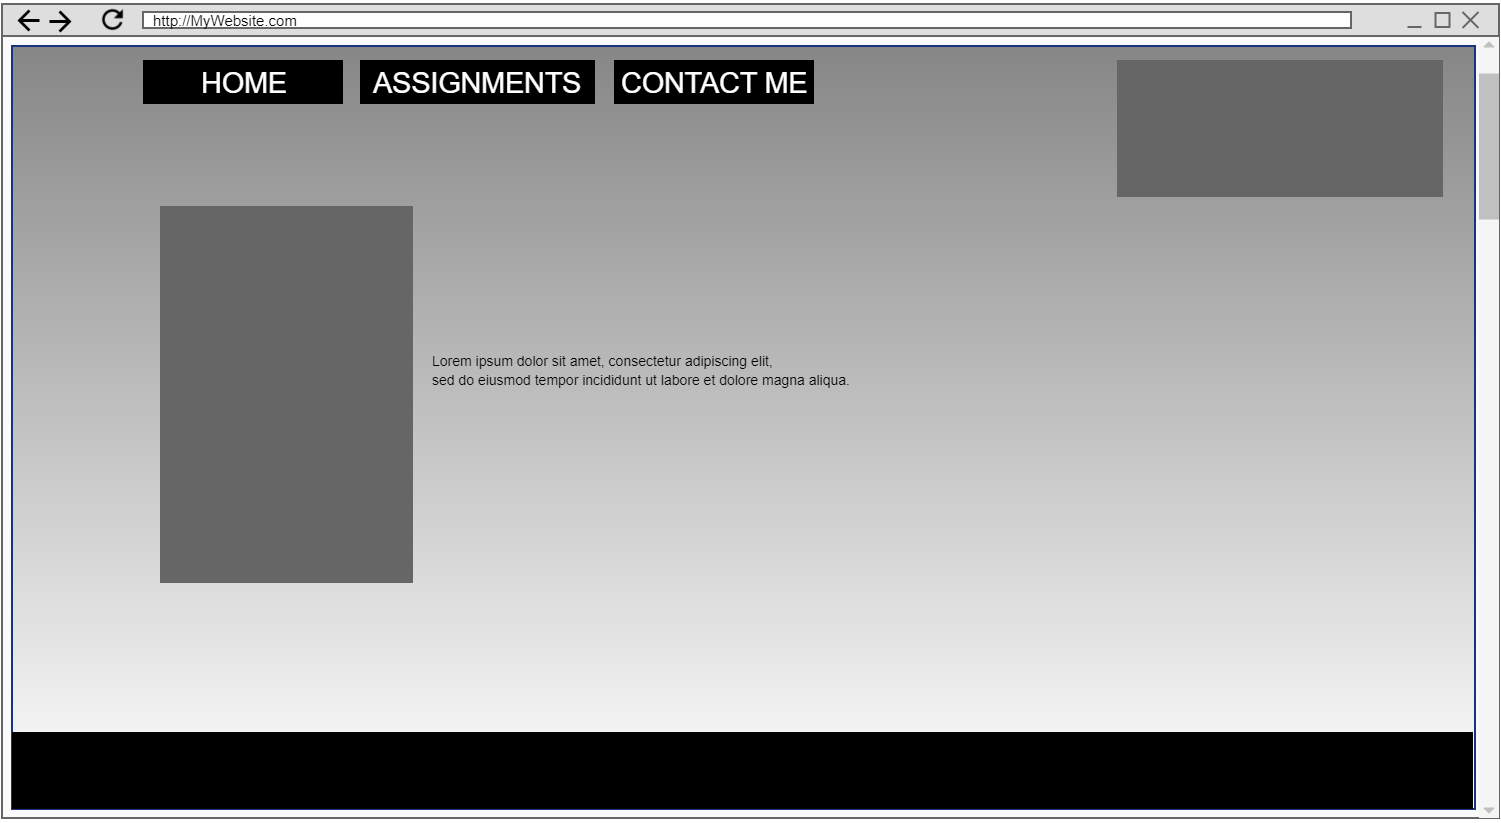 http://MyWebsite.com
HOME
ASSIGNMENTS
CONTACT ME
Lorem ipsum dolor sit amet, consectetur adipiscing elit,
sed do eiusmod tempor incididunt ut labore et dolore magna aliqua.